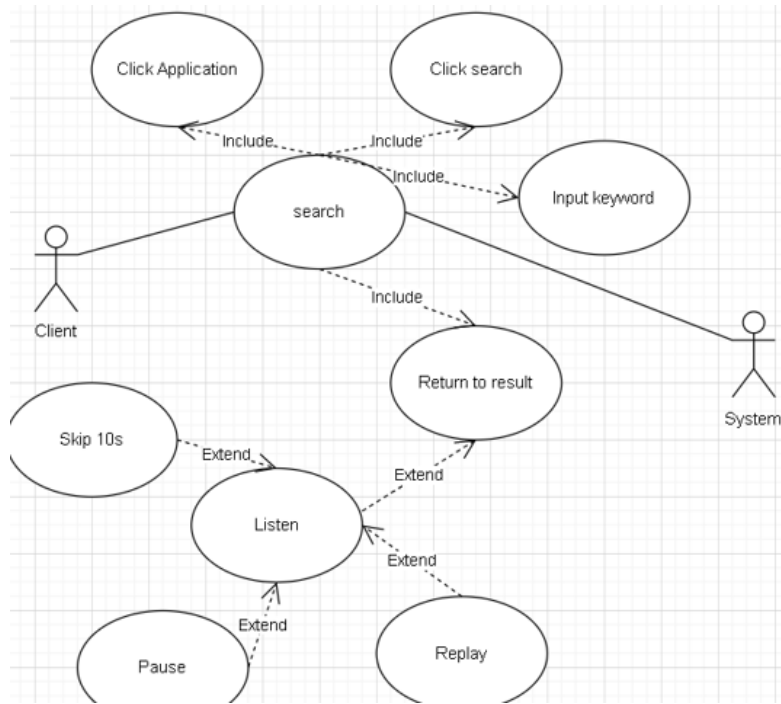 Click Application
Click search
Include
Include
Include
Input keyword
search
Client
Include
Return to result
System
Skip 10s
Extend
Extend
Listen
Extend
Extend
Pause
Replay